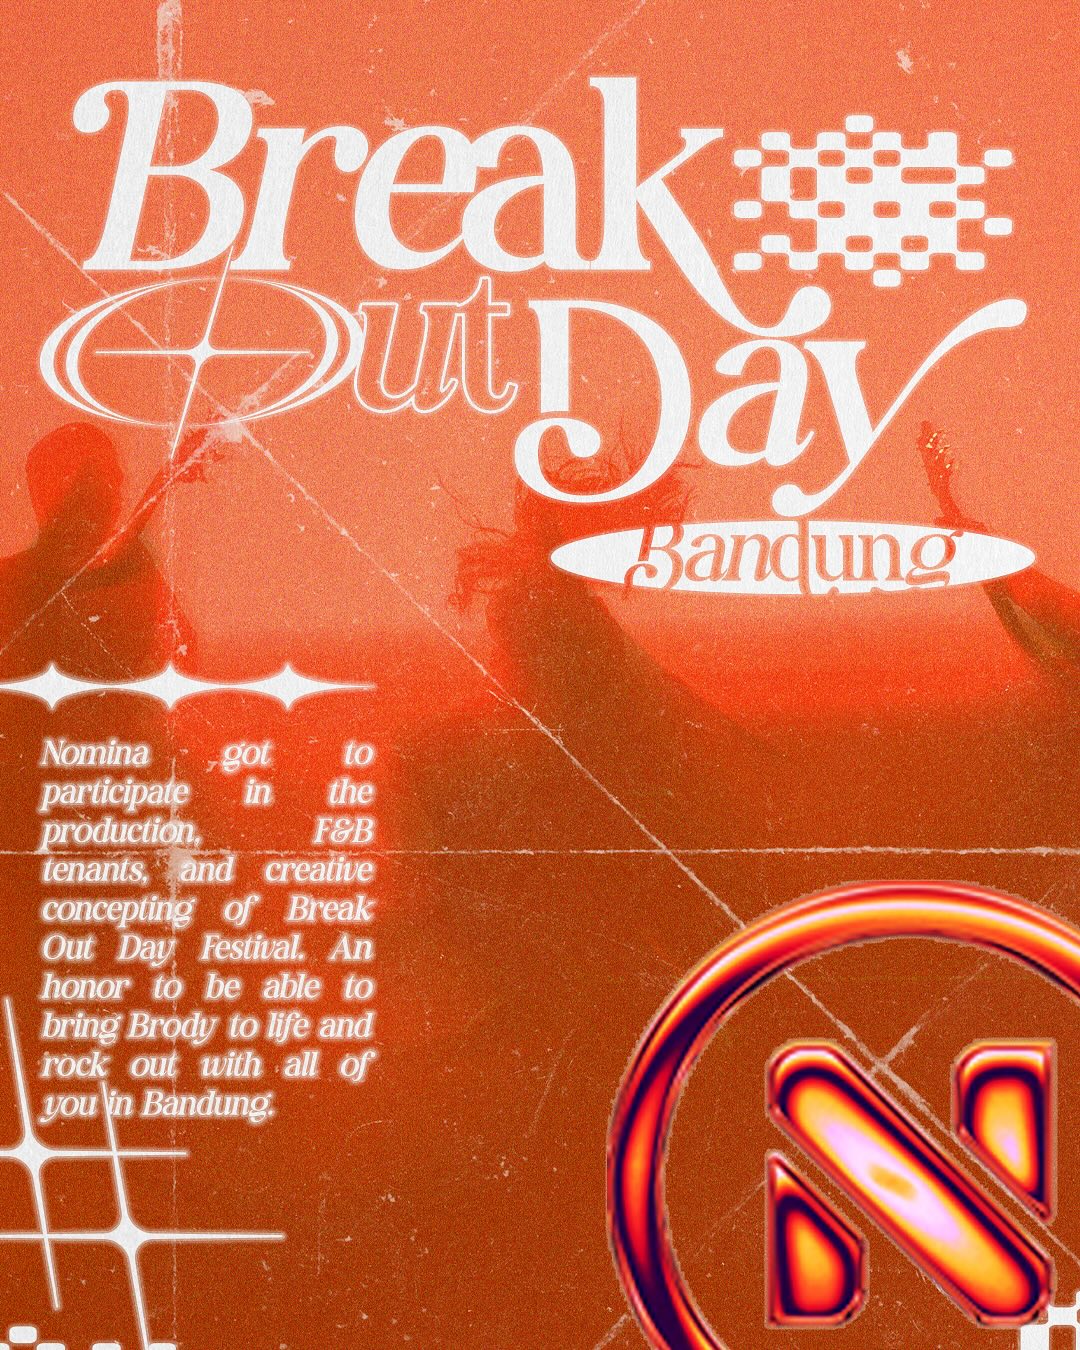 Break
Out Day
Bandung
Nomina got to
participate in the
production, F&B
tenants, and creative
concepting of Break
Out Day Festival. An
honor to be able to
bring Brody to life and
rock out with all of
you in Bandung.
N